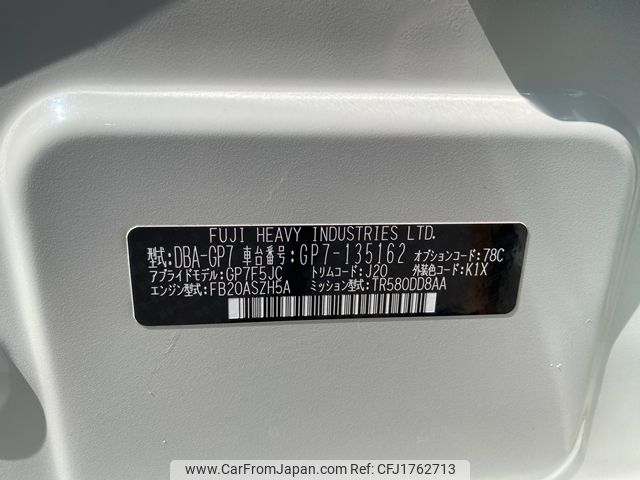 FUJI HEAVY INDUSTRIES LTD.
型式:DBA-GP7 車台番号:GP7-135162 オプションコード:78C
アプライドモデル:GP7F5JC トリムコード:J20 外装色コード:K1X
エンジン型式:FB20ASZH5A ミッション型式:TR580DD8AA
www.CarFromJapan.com - CFJ1762713